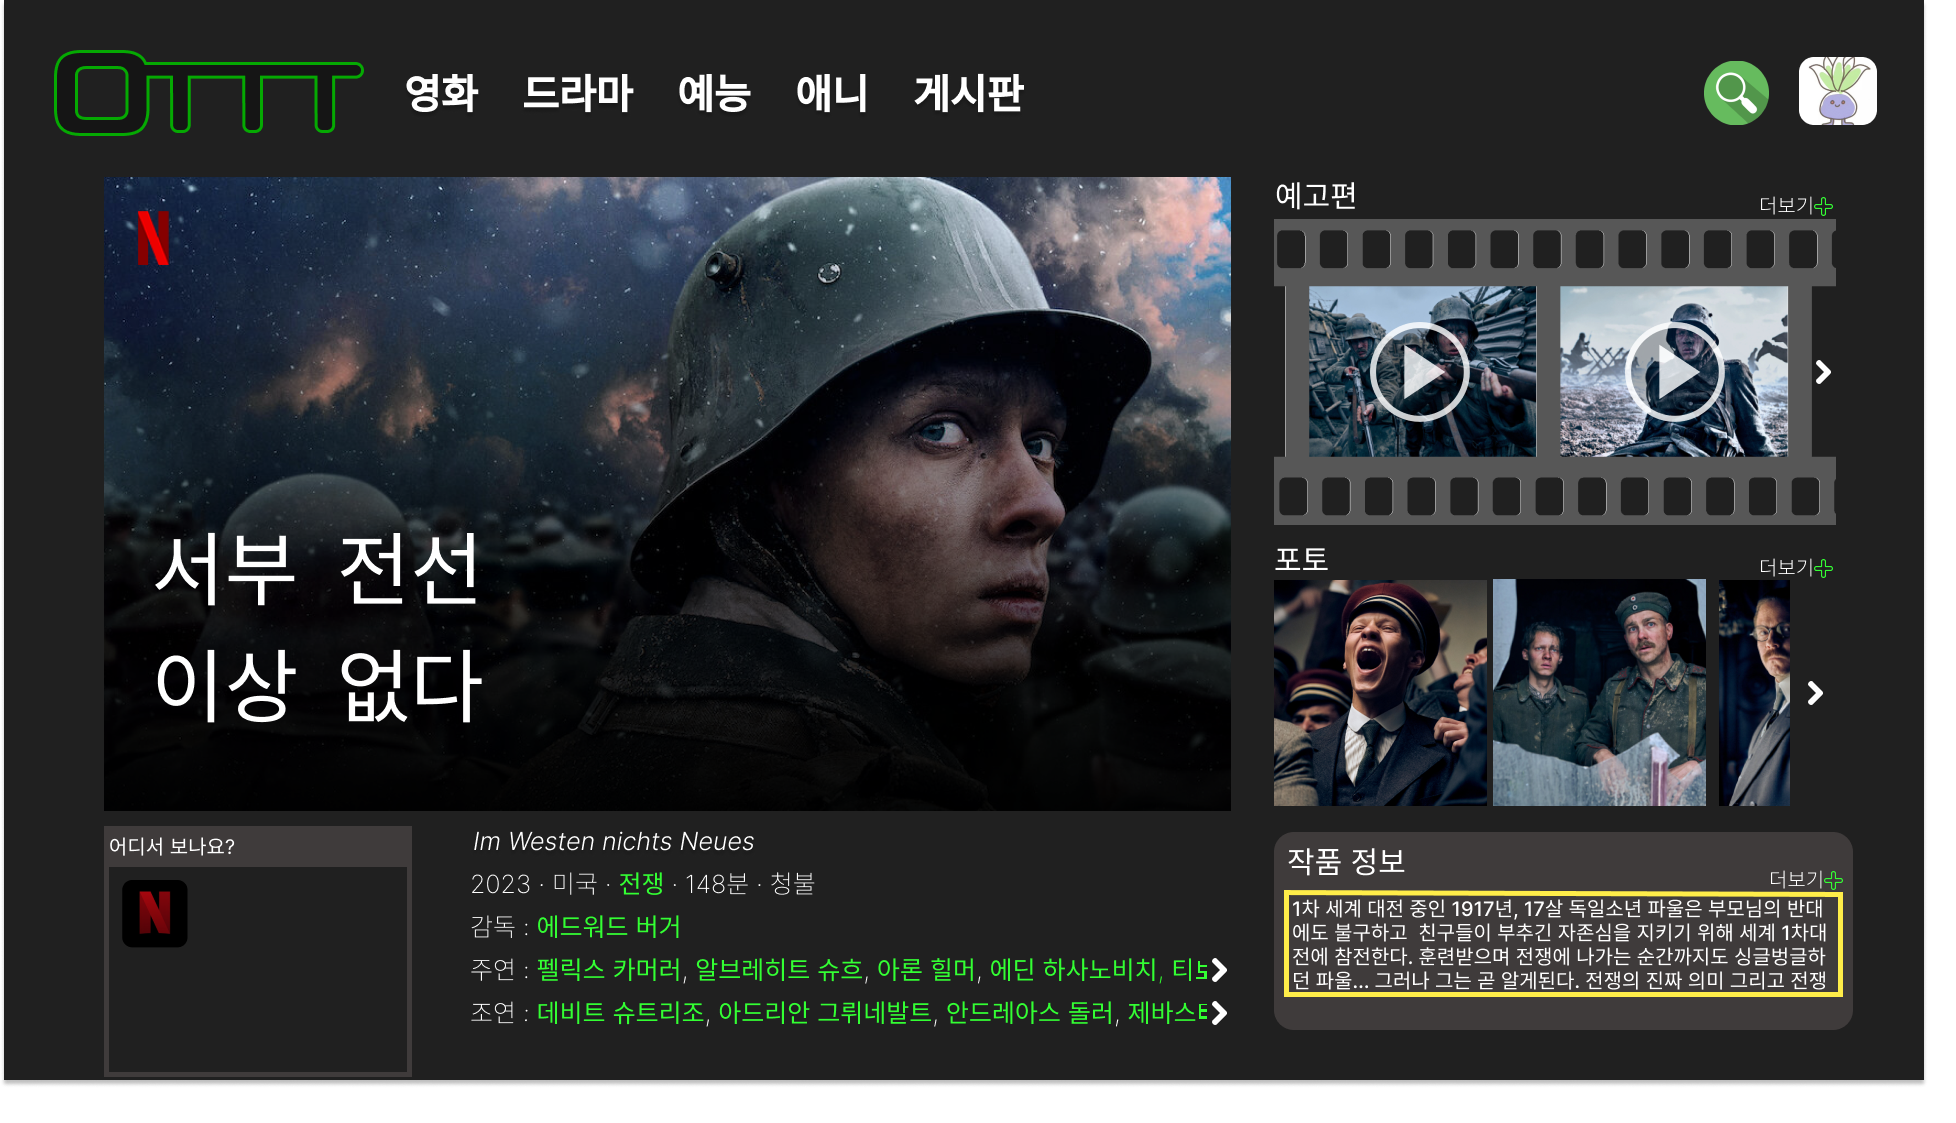 OTTT
영화 드라마 예능 애니 게시판
N
서부 전선
이상 없다
예고편
더보기
포토
더보기
어디서 보나요?
N
Im Westen nichts Neues
2023 · 미국 · 전쟁 · 148분 · 청불
감독 : 에드워드 버거
주연 : 펠릭스 카머러, 알브레히트 슈흐, 아론 힐머, 에딘 하사노비치,
조연 : 데비트 슈트리조, 아드리안 그뤼네발트, 안드레아스 돌러,
작품 정보
더보기
1차 세계 대전 중인 1917년, 17살 독일소년 파울은 부모님의 반대
에도 불구하고 친구들이 부추긴 자존심을 지키기 위해 세계 1차대
전에 참전한다. 훈련받으며 전쟁에 나가는 순간까지도 싱글벙글하
던 파울... 그러나 그는 곧 알게된다. 전쟁의 진짜 의미 그리고 전쟁